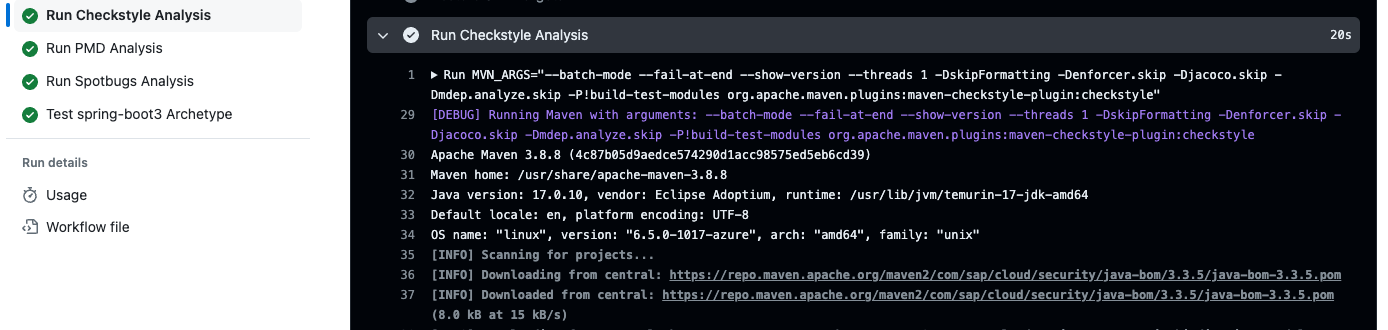 Run Checkstyle Analysis
Run PMD Analysis
Run Spotbugs Analysis
Test spring-boot3 Archetype
Run details
Usage
Workflow file
Run Checkstyle Analysis 20s
1 Run MVN_ARGS="--batch-mode --fail-at-end --show-version --threads 1 -DskipFormatting -Denforcer.skip -Djacoco.skip -
Dmdep.analyze.skip -P!build-test-modules org.apache.maven.plugins:maven-checkstyle-plugin:checkstyle"
29 [DEBUG] Running Maven with arguments: --batch-mode --fail-at-end --show-version --threads 1 -DskipFormatting -Denforcer.skip -
Djacoco.skip -Dmdep.analyze.skip -P!build-test-modules org.apache.maven.plugins:maven-checkstyle-plugin:checkstyle
30 Apache Maven 3.8.8 (4c87b05d9aedce574290d1acc98575ed5eb6cd39)
31 Maven home: /usr/share/apache-maven-3.8.8
32 Java version: 17.0.10, vendor: Eclipse Adoptium, runtime: /usr/lib/jvm/temurin-17-jdk-amd64
33 Default locale: en, platform encoding: UTF-8
34 OS name: "linux", version: "6.5.0-1017-azure", arch: "amd64", family: "unix"
35 [INFO] Scanning for projects...
36 [INFO] Downloading from central: https://repo.maven.apache.org/maven2/com/sap/cloud/security/java-bom/3.3.5/java-bom-3.3.5.pom
37 [INFO] Downloaded from central: https://repo.maven.apache.org/maven2/com/sap/cloud/security/java-bom/3.3.5/java-bom-3.3.5.pom
(8.0 kB at 15 kB/s)